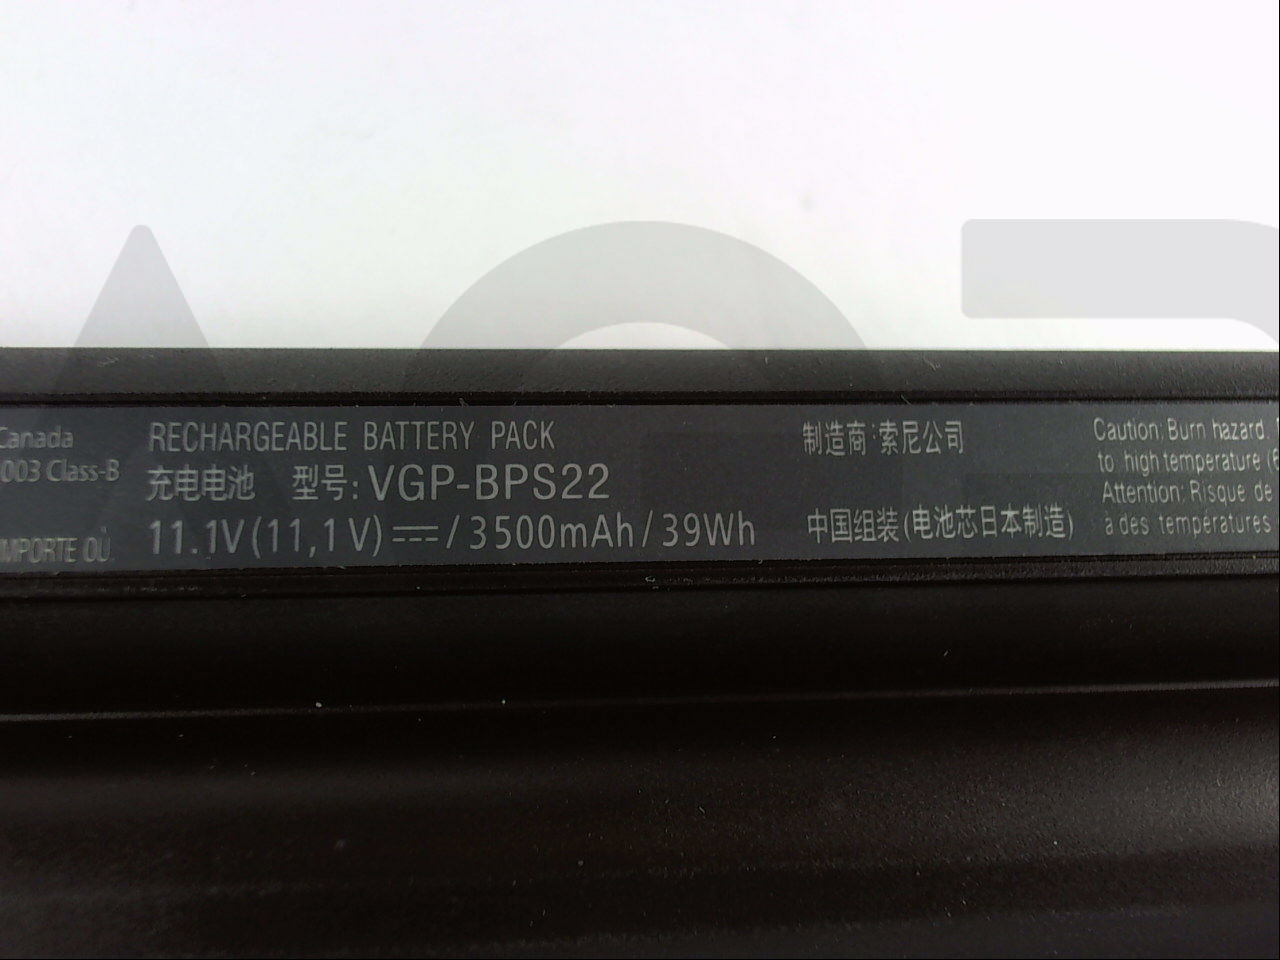 Canada
003 Class-B
IMPORTE OÙ
RECHARGEABLE BATTERY PACK
充电电池 型号: VGP-BPS22
11.1V(11,1V)⎓/3500mAh/39Wh
制造商:索尼公司
中国组装(电池芯日本制造)
Caution: Burn hazard.
to high temperature (6
Attention: Risque de
à des températures